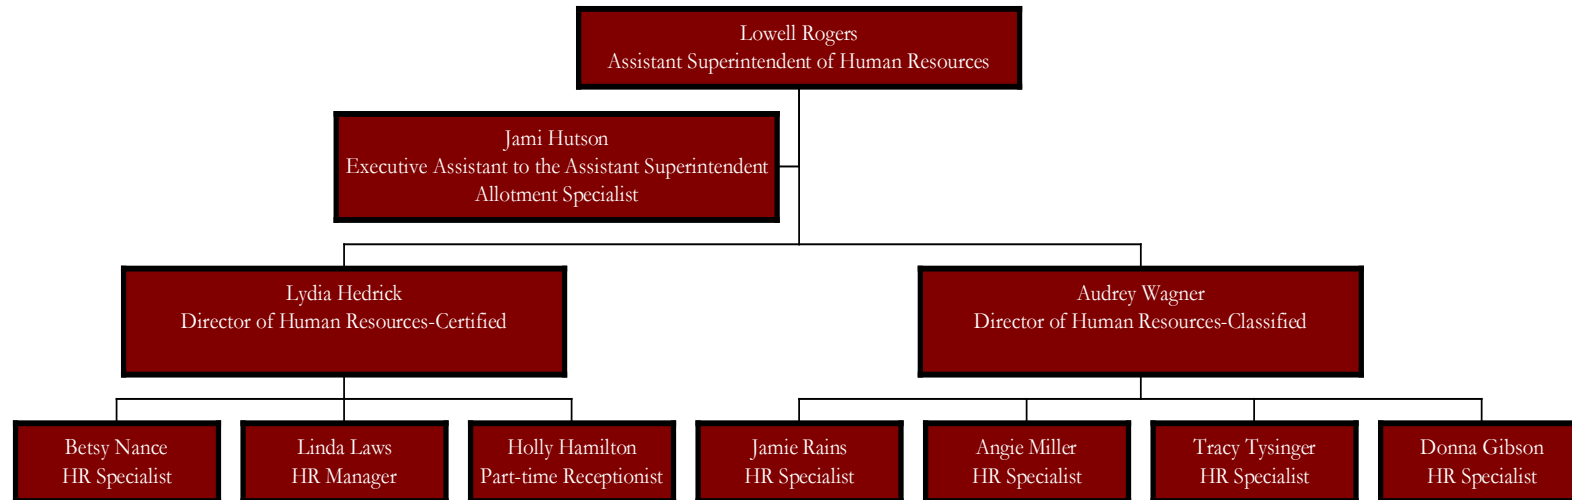 Lowell Rogers
Assistant Superintendent of Human Resources
Jami Hutson
Executive Assistant to the Assistant Superintendent
Allotment Specialist
Lydia Hedrick
Director of Human Resources-Certified
Audrey Wagner
Director of Human Resources-Classified
Betsy Nance
HR Specialist
Linda Laws
HR Manager
Holly Hamilton
Part-time Receptionist
Jamie Rains
HR Specialist
Angie Miller
HR Specialist
Tracy Tysinger
HR Specialist
Donna Gibson
HR Specialist